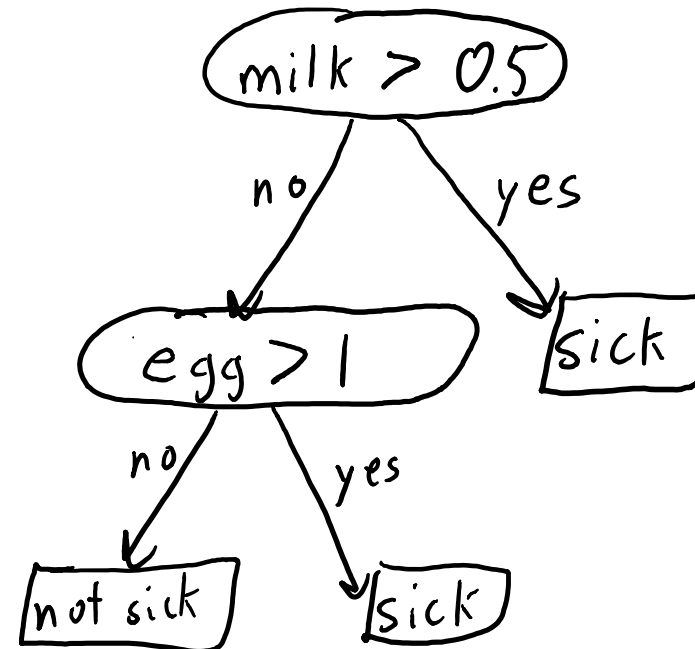 milk > 0.5
no
yes
egg > 1
sick
no
yes
not sick
sick